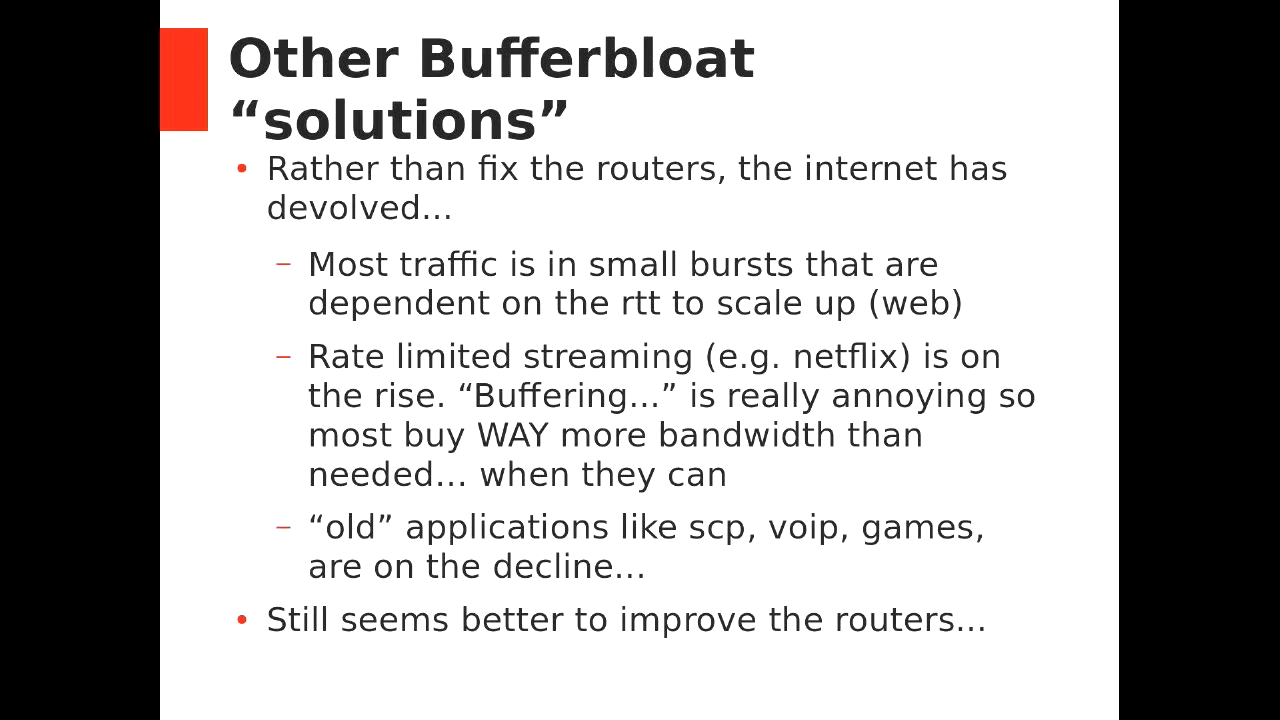 Other Bufferbloat
“solutions”
• Rather than fix the routers, the internet has
devolved...
– Most traffic is in small bursts that are
dependent on the rtt to scale up (web)
– Rate limited streaming (e.g. netflix) is on
the rise. “Buffering...” is really annoying so
most buy WAY more bandwidth than
needed... when they can
– “old” applications like scp, voip, games,
are on the decline...
• Still seems better to improve the routers...